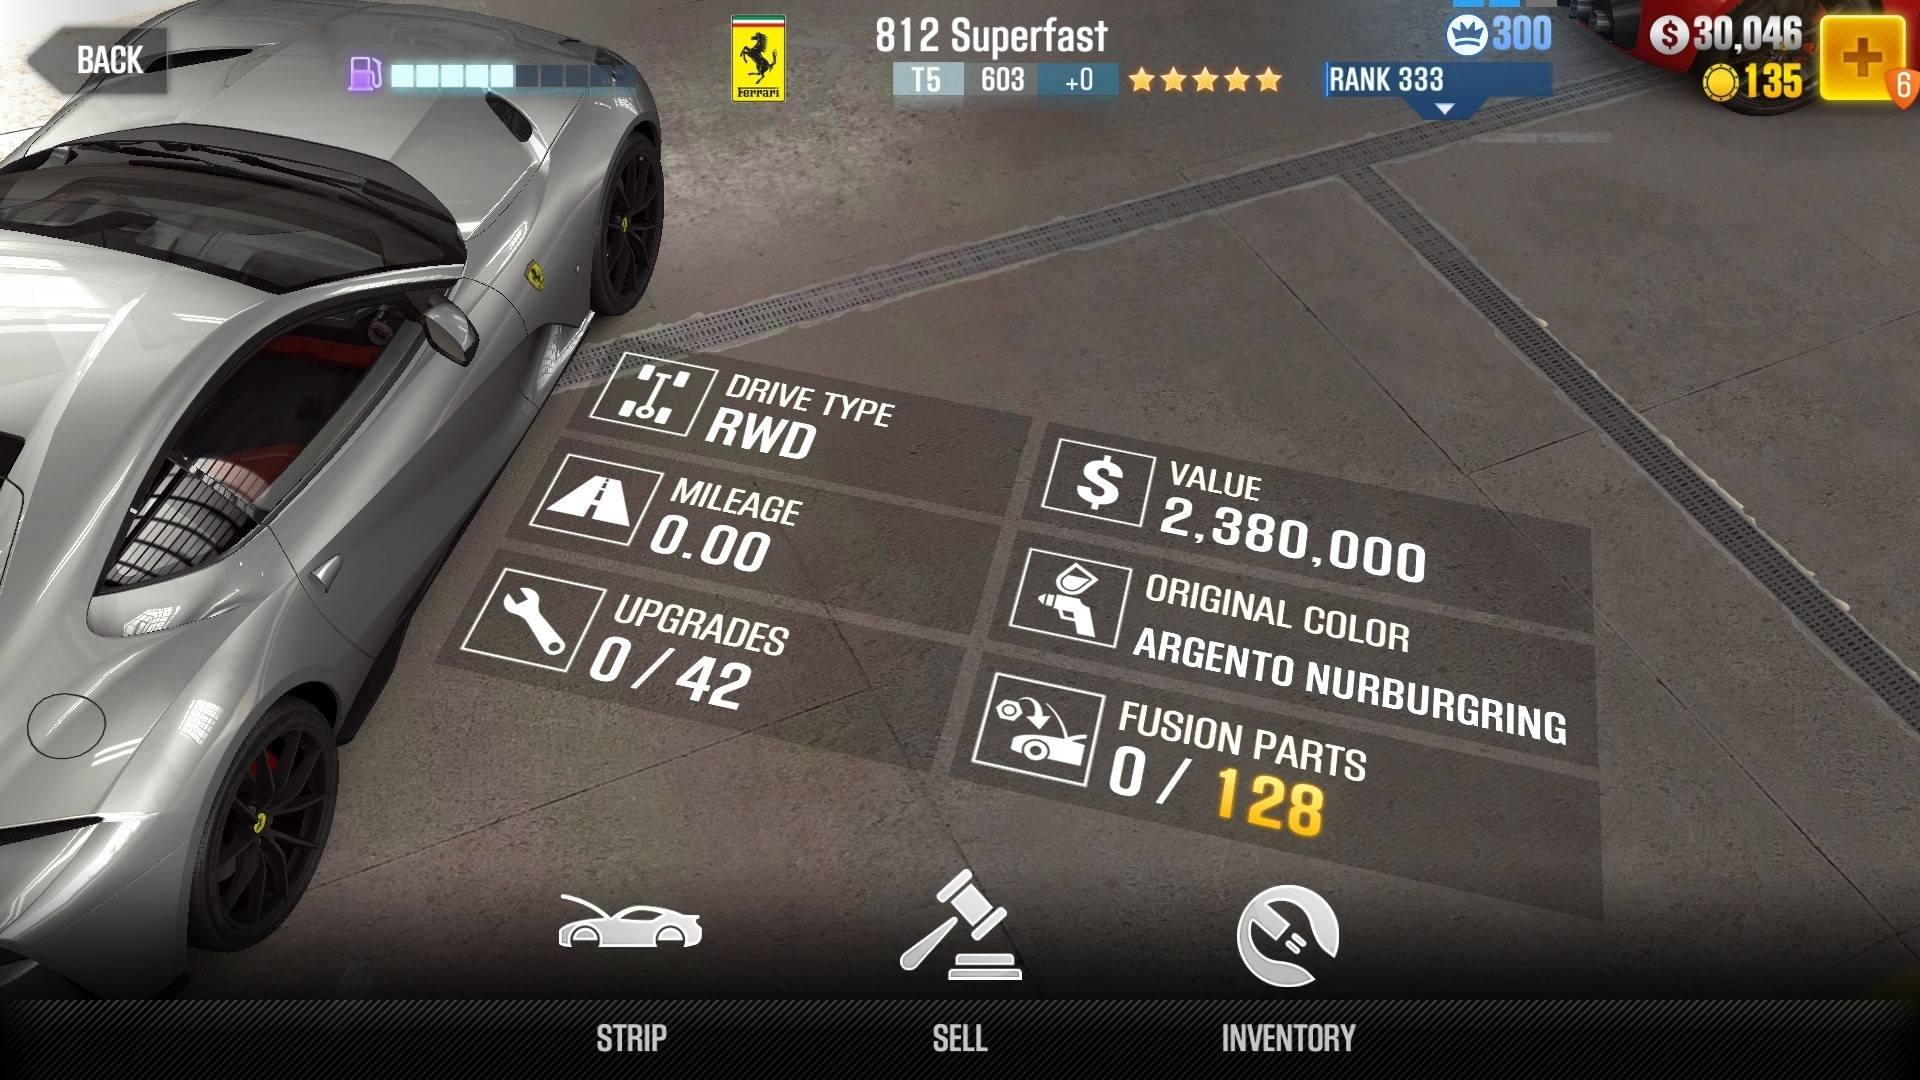 BACK
Ferrari
812 Superfast
T5 603 +0
300
RANK 333
30,046
135
6
DRIVE TYPE
RWD
MILEAGE
0.00
UPGRADES
0 / 42
VALUE
2,380,000
ORIGINAL COLOR
ARGENTO NURBURGRING
FUSION PARTS
0 / 128
STRIP
SELL
INVENTORY